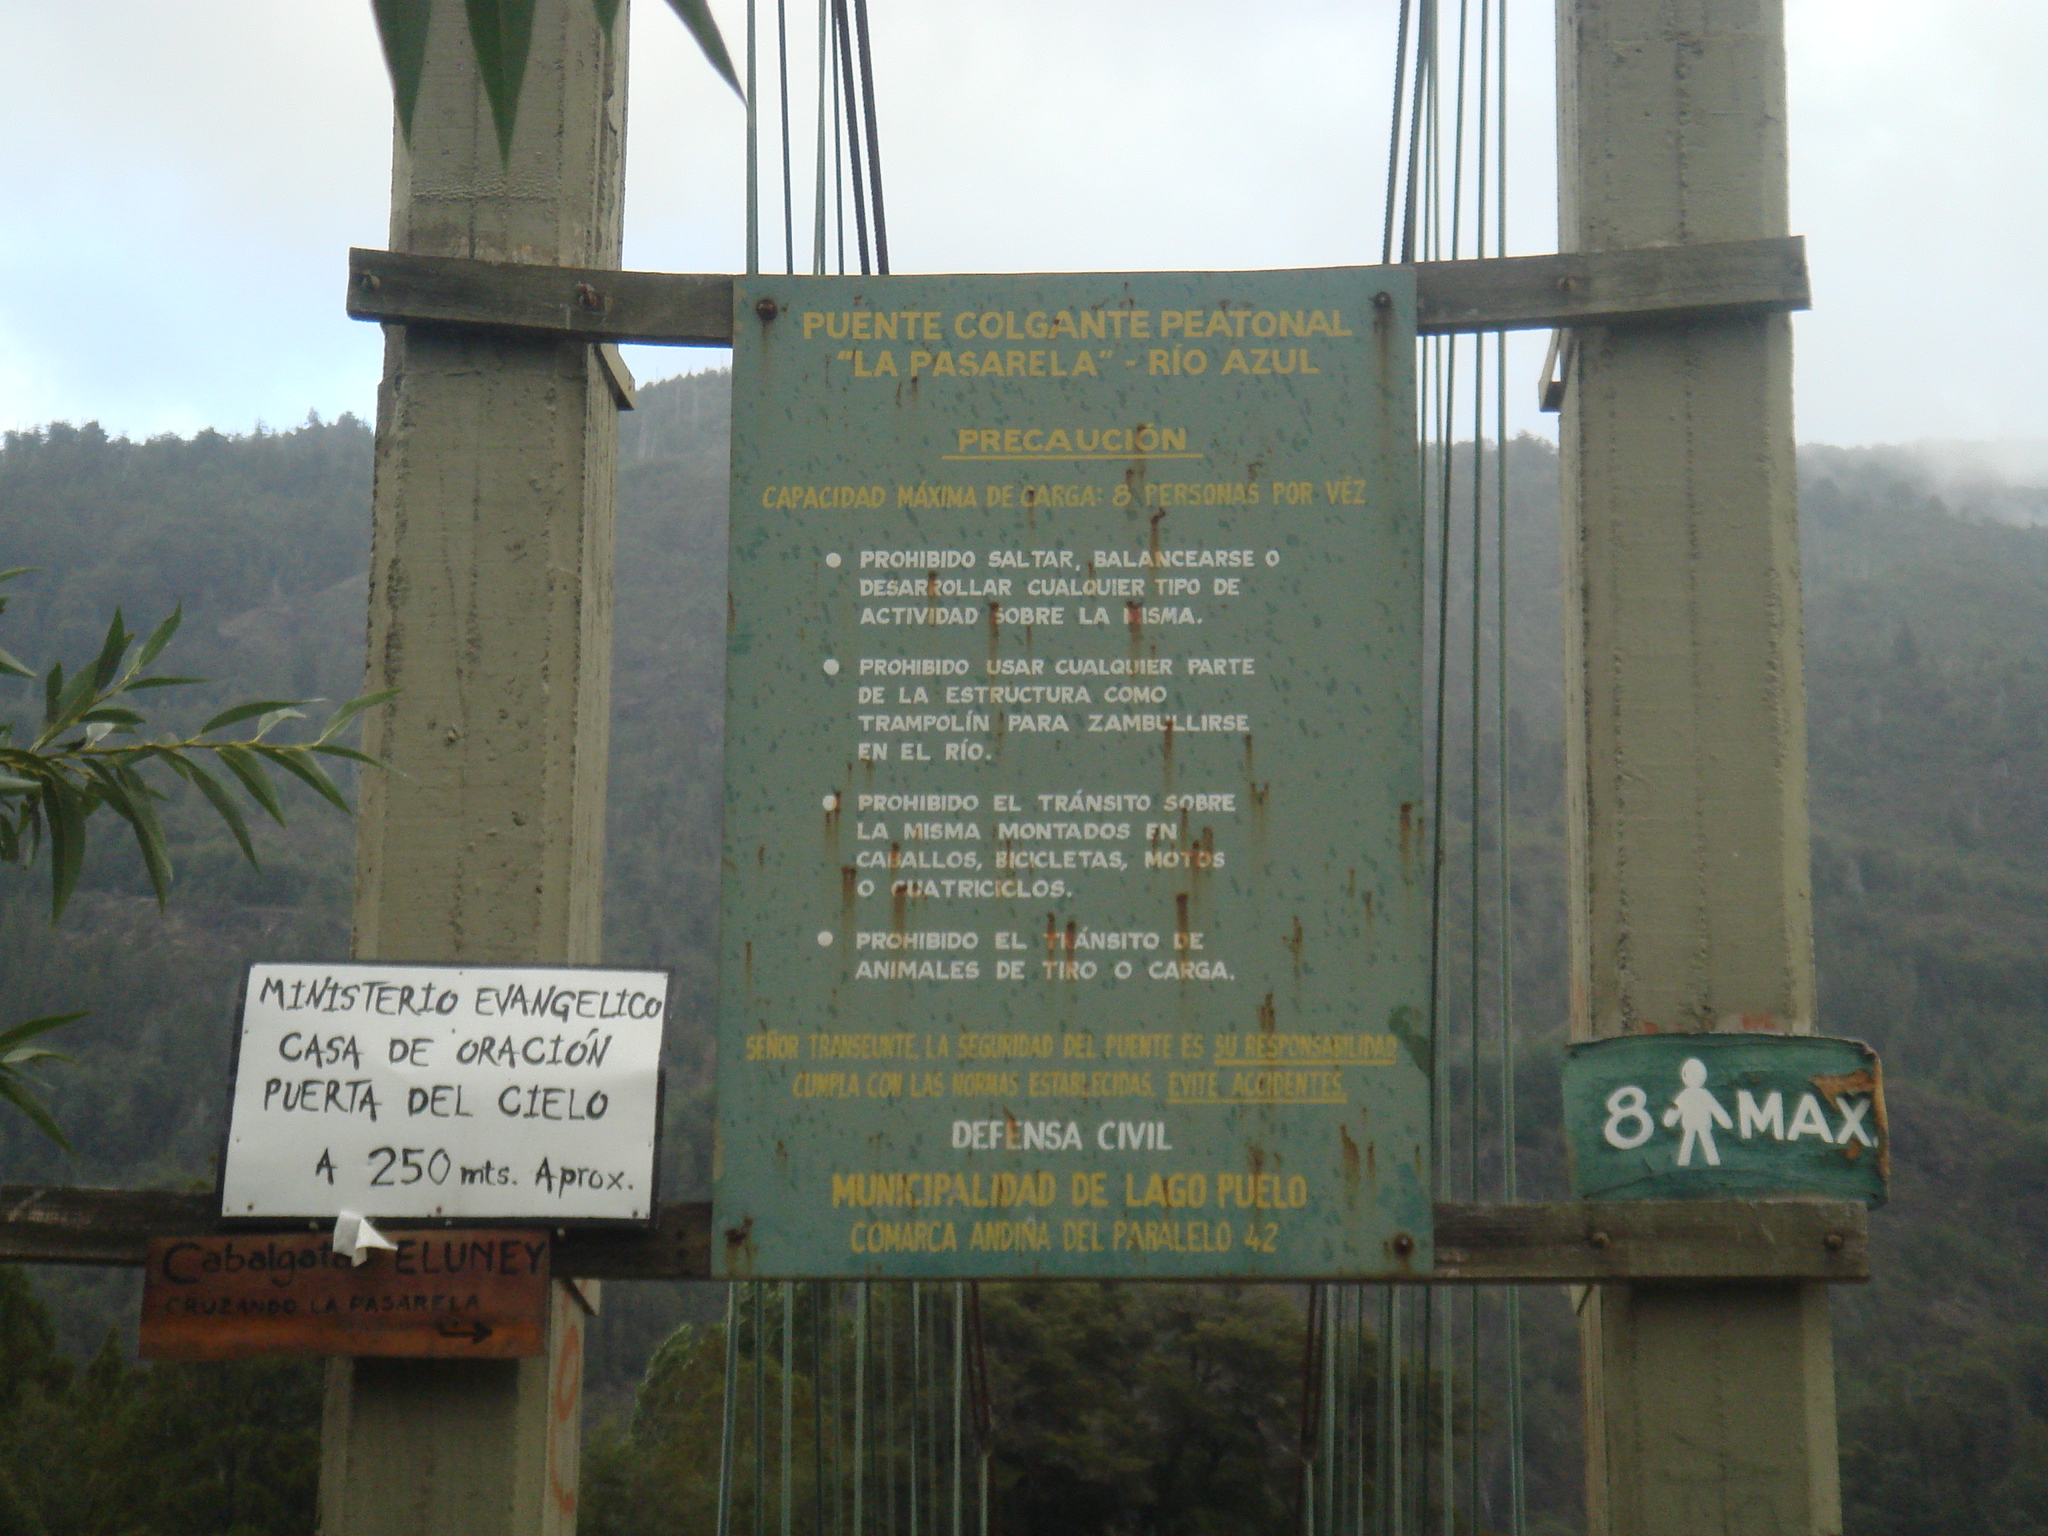 PUENTE COLGANTE PEATONAL
"LA PASARELA" - RÍO AZUL
PRECAUCIÓN
CAPACIDAD MÁXIMA DE CARGA: 8 PERSONAS POR VÉZ
• PROHIBIDO SALTAR, BALANCEARSE O
DESARROLLAR CUALQUIER TIPO DE
ACTIVIDAD SOBRE LA MISMA.
• PROHIBIDO USAR CUALQUIER PARTE
DE LA ESTRUCTURA COMO
TRAMPOLÍN PARA ZAMBULLIRSE
EN EL RÍO.
• PROHIBIDO EL TRÁNSITO SOBRE
LA MISMA MONTADOS EN
CABALLOS, BICICLETAS, MOTOS
O CUATRICICLOS.
• PROHIBIDO EL TRÁNSITO DE
ANIMALES DE TIRO O CARGA.
SEÑOR TRANSEUNTE, LA SEGURIDAD DEL PUENTE ES SU RESPONSABILIDAD
CUMPLA CON LAS NORMAS ESTABLECIDAS. EVITE ACCIDENTES.
DEFENSA CIVIL
MUNICIPALIDAD DE LAGO PUELO
COMARCA ANDINA DEL PARALELO 42
MINISTERIO EVANGELICO
CASA DE ORACIÓN
PUERTA DEL CIELO
A 250 mts. Aprox.
Cabalgatas ELUNEY
CRUZANDO LA PASARELA
8 MAX.